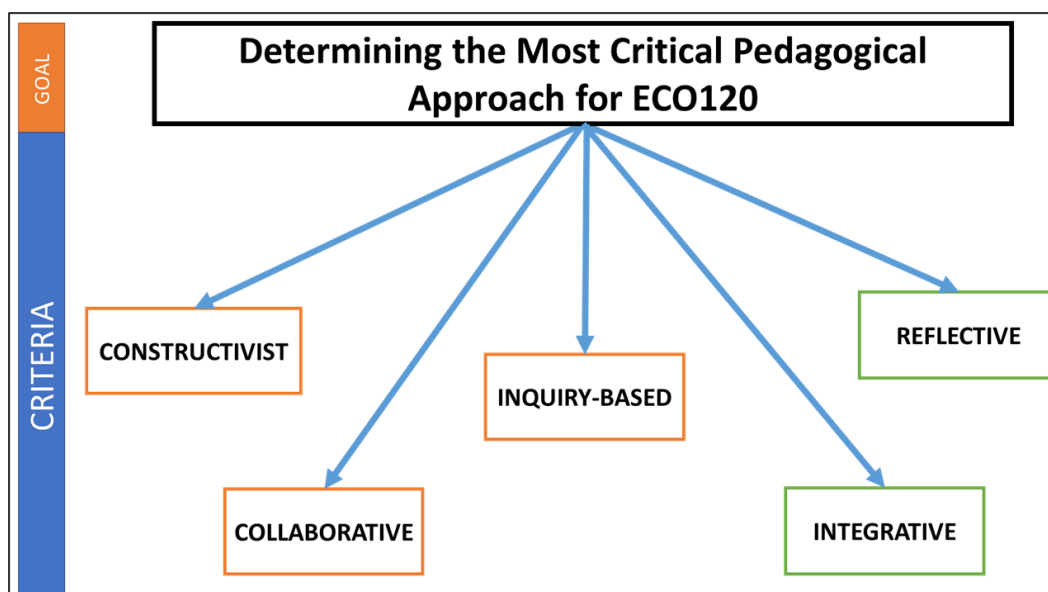 GOAL
Determining the Most Critical Pedagogical
Approach for ECO120
CRITERIA
CONSTRUCTIVIST
REFLECTIVE
INQUIRY-BASED
COLLABORATIVE
INTEGRATIVE